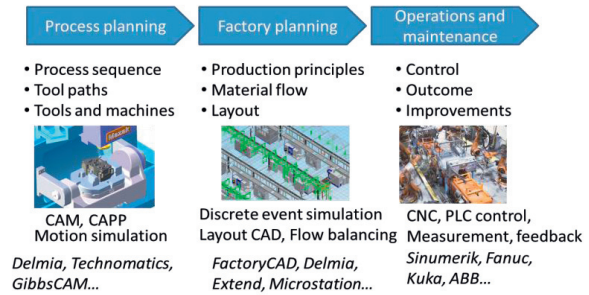 Process planning
Factory planning
Operations and
maintenance
• Process sequence
• Tool paths
• Tools and machines
• Production principles
• Material flow
• Layout
• Control
• Outcome
• Improvements
CAM, CAPP
Motion simulation
Delmia, Technomatics,
GibbsCAM...
Discrete event simulation
Layout CAD, Flow balancing
FactoryCAD, Delmia,
Extend, Microstation...
CNC, PLC control,
Measurement, feedback
Sinumerik, Fanuc,
Kuka, ABB...